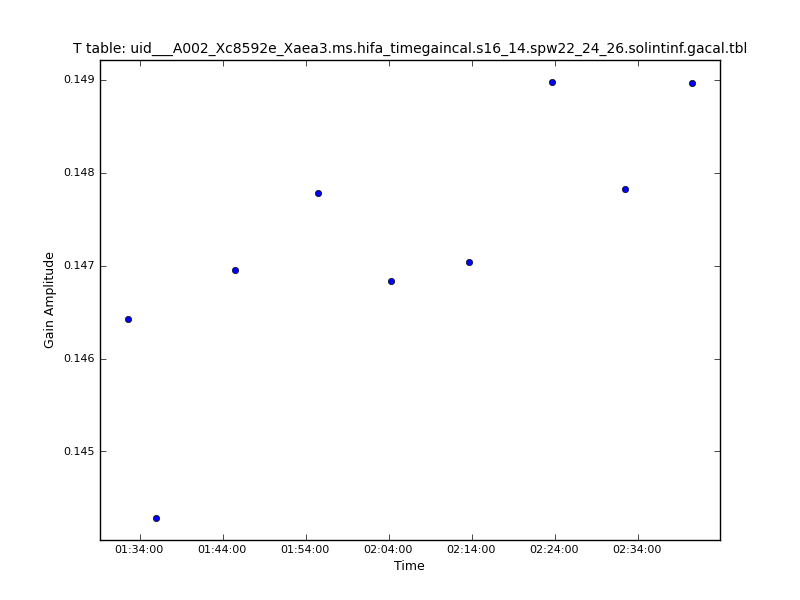 T table: uid___A002_Xc8592e_Xaea3.ms.hifa_timegaincal.s16_14.spw22_24_26.solintinf.gacal.tbl
0.149
0.148
0.147
0.146
0.145
Gain Amplitude
01:34:00 01:44:00 01:54:00 02:04:00 02:14:00 02:24:00 02:34:00
Time